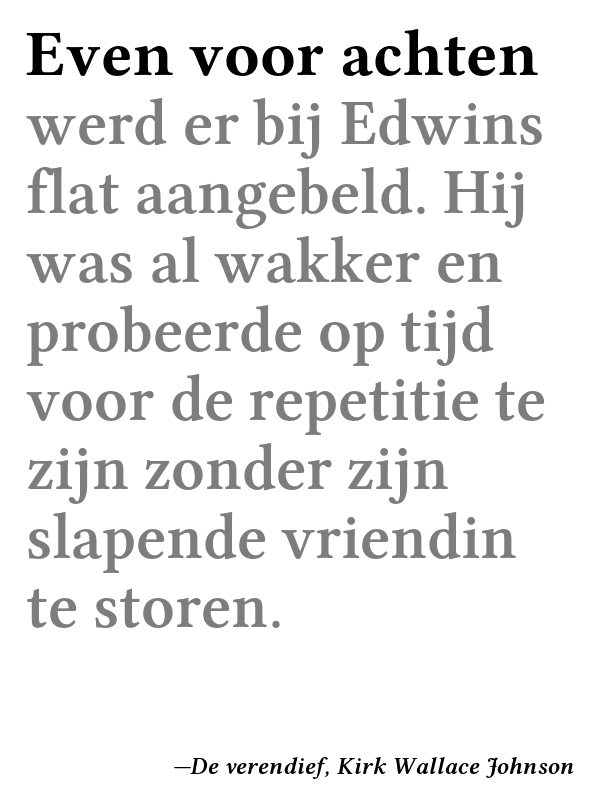 Even voor achten
werd er bij Edwins
flat aangebeld. Hij
was al wakker en
probeerde op tijd
voor de repetitie te
zijn zonder zijn
slapende vriendin
te storen.
—De verendief, Kirk Wallace Johnson